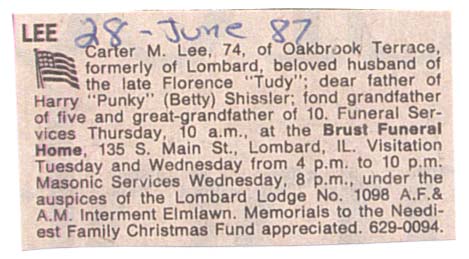 LEE 28-June 87
Carter M. Lee, 74, of Oakbrook Terrace,
formerly of Lombard, beloved husband of
the late Florence "Tudy"; dear father of
Harry "Punky" (Betty) Shissler; fond grandfather
of five and great-grandfather of 10. Funeral Ser-
vices Thursday, 10 a.m., at the Brust Funeral
Home, 135 S. Main St., Lombard, IL. Visitation
Tuesday and Wednesday from 4 p.m. to 10 p.m.
Masonic Services Wednesday, 8 p.m., under the
auspices of the Lombard Lodge No. 1098 A.F.&
A.M. Interment Elmlawn. Memorials to the Needi-
est Family Christmas Fund appreciated. 629-0094.